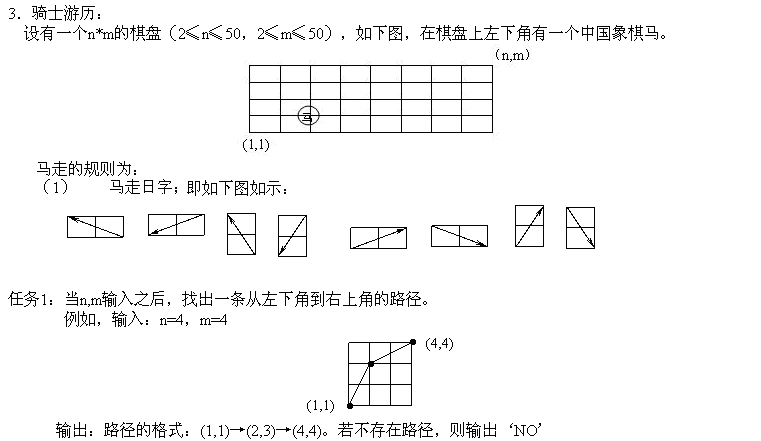 3. 骑士游历:
设有一个n*m的棋盘(2≤n≤50,2≤m≤50),如下图,在棋盘上左下角有一个中国象棋马。
(n,m)
马
(1,1)
马走的规则为:
(1) 马走日字;即如下图如示:
任务1:当n,m输入之后,找出一条从左下角到右上角的路径。
例如,输入:n=4,m=4
(4,4)
(1,1)
输出:路径的格式:(1,1)→(2,3)→(4,4)。若不存在路径,则输出‘NO’